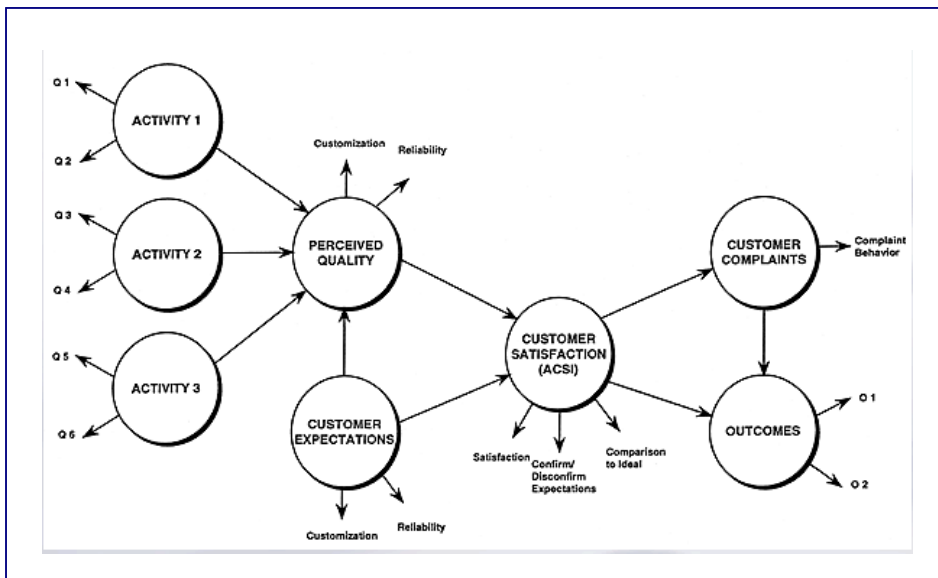 Q 1
ACTIVITY 1
Q 2
Customization
Reliability
Q 3
ACTIVITY 2
Q 4
PERCEIVED
QUALITY
CUSTOMER
COMPLAINTS
Complaint
Behavior
Q 5
ACTIVITY 3
Q 6
CUSTOMER
SATISFACTION
(ACSI)
CUSTOMER
EXPECTATIONS
Satisfaction
Confirm/
Disconfirm
Expectations
Comparison
to Ideal
OUTCOMES
O 1
O 2
Customization
Reliability